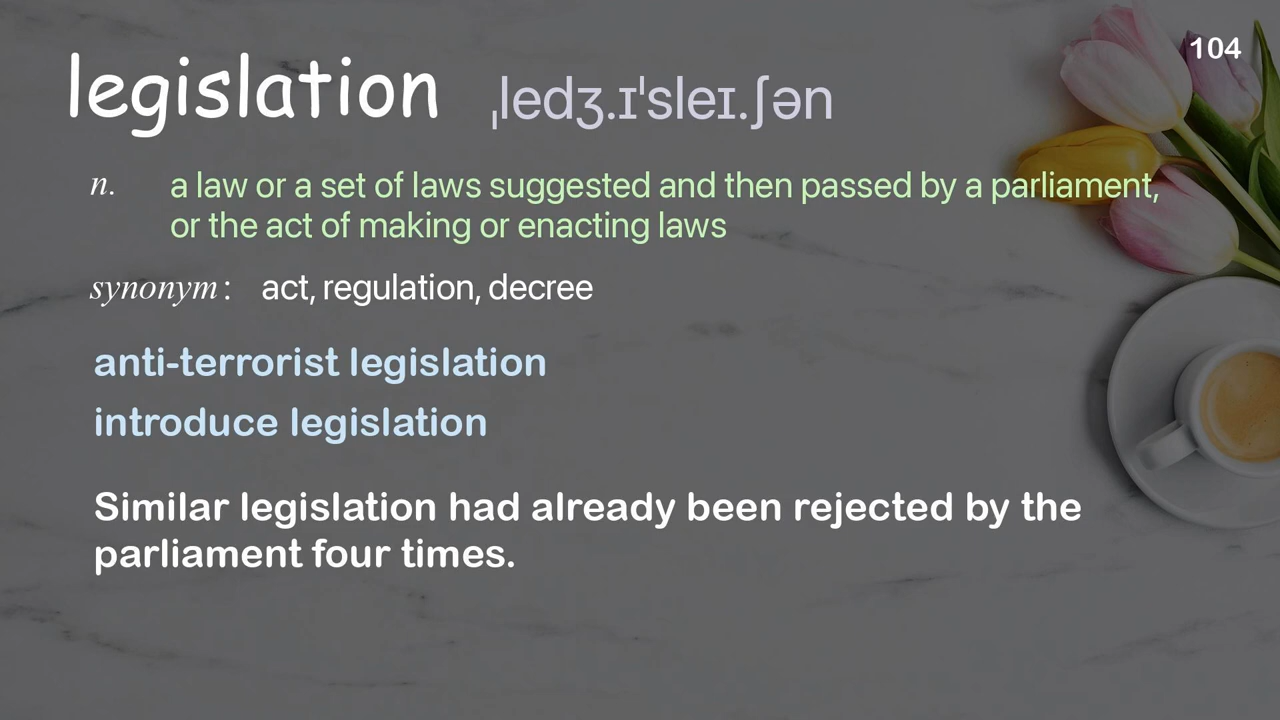 104
legislation ˌledʒ.ɪˈsleɪ.ʃən
n. a law or a set of laws suggested and then passed by a parliament,
or the act of making or enacting laws
synonym: act, regulation, decree
anti-terrorist legislation
introduce legislation
Similar legislation had already been rejected by the
parliament four times.